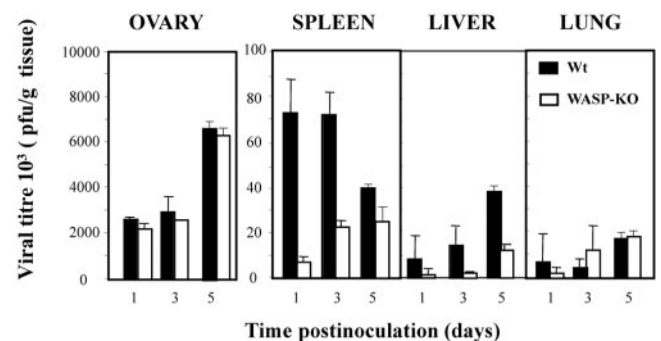 OVARY SPLEEN LIVER LUNG
Viral titre 10³ ( pfu/g tissue)
10000
8000
6000
4000
2000
0
100
80
60
40
20
0
Wt
WASP-KO
1 3 5 1 3 5 1 3 5 1 3 5
Time postinoculation (days)